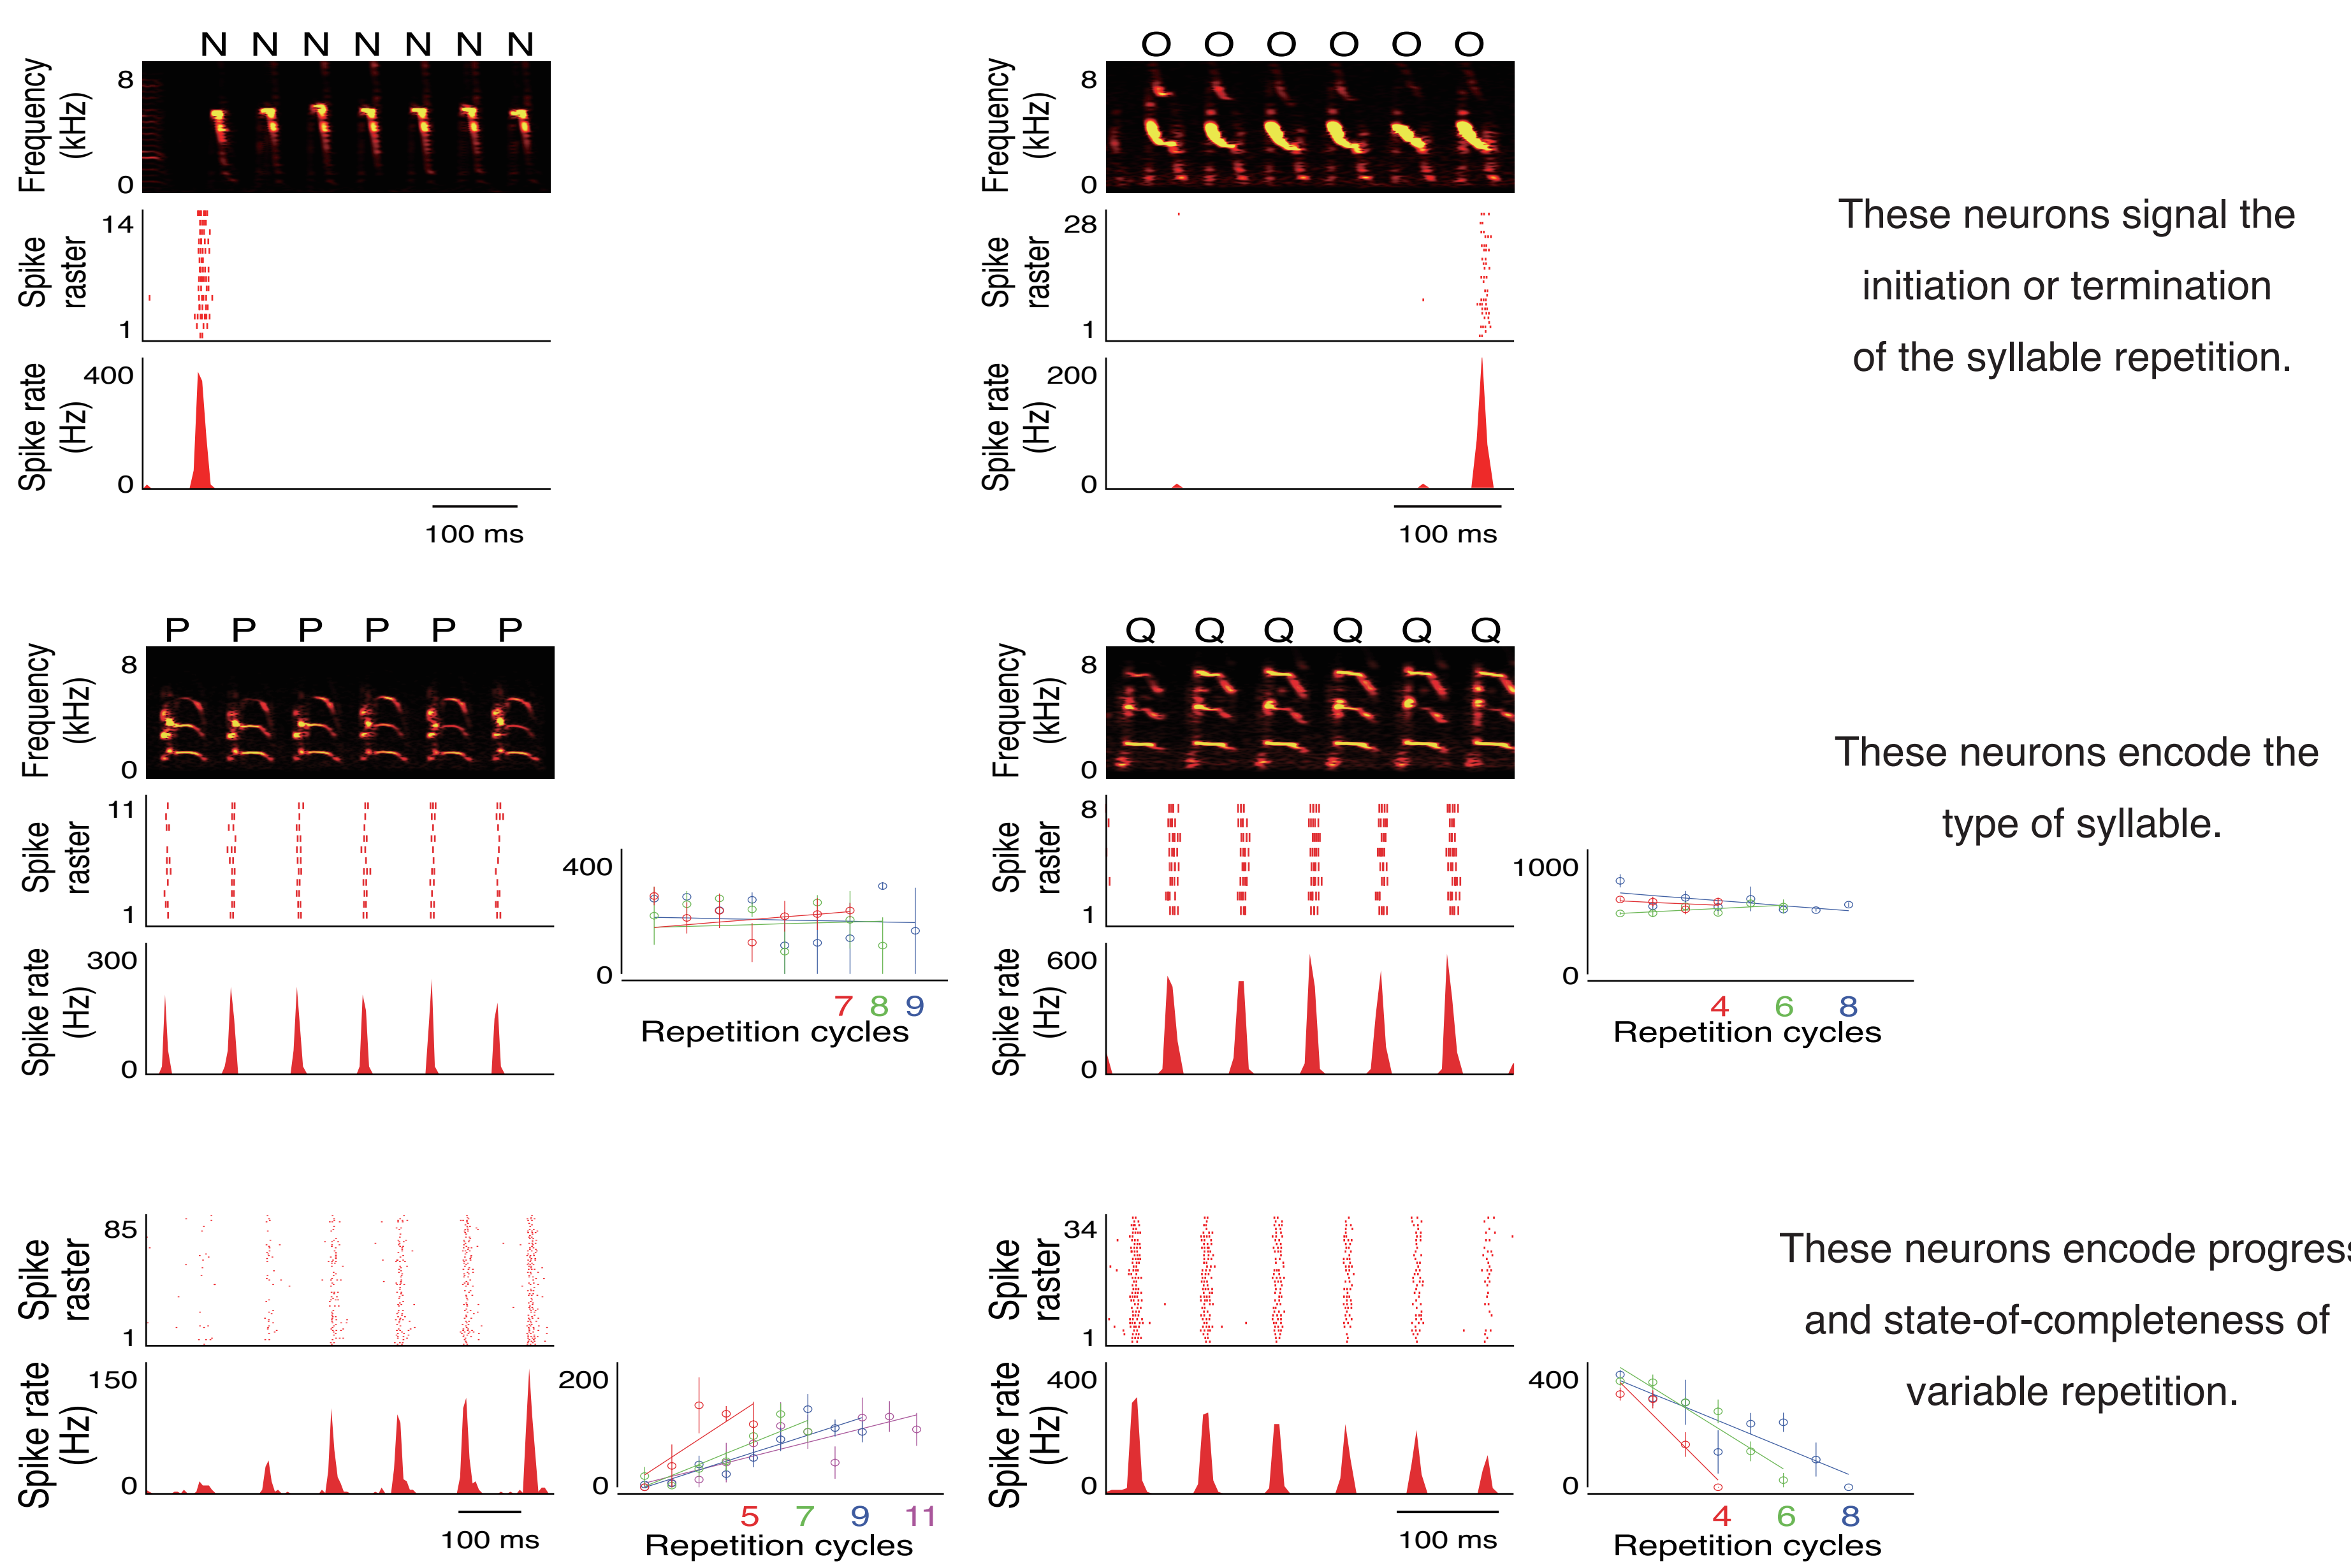 N N N N N N N
Frequency
(kHz)
8
0
Spike
raster
14
1
Spike rate
(Hz)
400
0
100 ms
O O O O O O
Frequency
(kHz)
8
0
Spike
raster
28
1
Spike rate
(Hz)
200
0
100 ms
These neurons signal the
initiation or termination
of the syllable repetition.
P P P P P P
Frequency
(kHz)
8
0
Spike
raster
11
1
Spike rate
(Hz)
300
0
400
0
7 8 9
Repetition cycles
Q Q Q Q Q Q
Frequency
(kHz)
8
0
Spike
raster
8
1
Spike rate
(Hz)
600
0
1000
0
4 6 8
Repetition cycles
These neurons encode the
type of syllable.
Spike
raster
85
1
Spike rate
(Hz)
150
0
100 ms
200
0
5 7 9 11
Repetition cycles
Spike
raster
34
1
Spike rate
(Hz)
400
0
100 ms
400
0
4 6 8
Repetition cycles
These neurons encode progres
and state-of-completeness of
variable repetition.